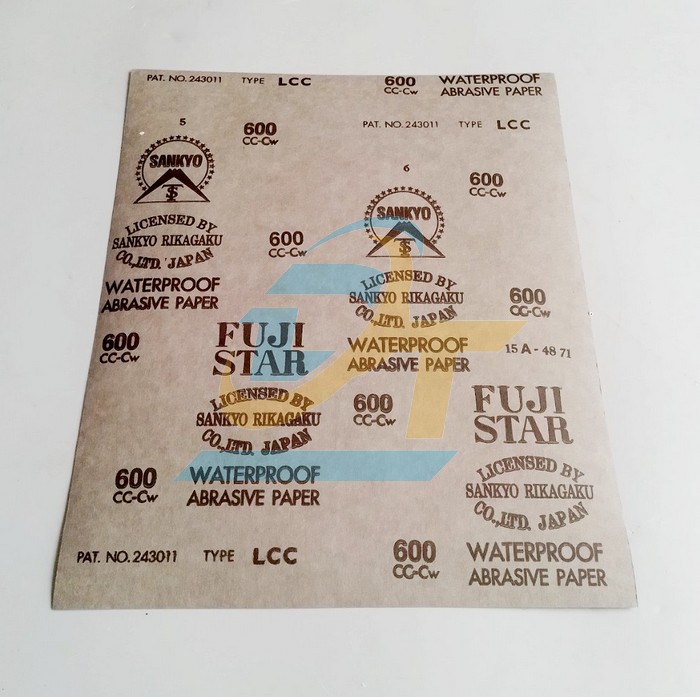 PAT. NO. 243011 TYPE LCC
600
CC-Cw
WATERPROOF
ABRASIVE PAPER
5
600
CC-Cw
PAT. NO. 243011 TYPE LCC
SANKYO
6
600
CC-Cw
SANKYO
LICENSED BY
SANKYO RIKAGAKU
CO.,LTD. JAPAN
600
CC-Cw
LICENSED BY
SANKYO RIKAGAKU
CO.,LTD. JAPAN
WATERPROOF
ABRASIVE PAPER
600
CC-Cw
600
CC-Cw
FUJI
STAR
WATERPROOF
ABRASIVE PAPER
15 A - 48 71
LICENSED BY
SANKYO RIKAGAKU
CO.,LTD. JAPAN
600
CC-Cw
FUJI
STAR
600
CC-Cw
WATERPROOF
ABRASIVE PAPER
LICENSED BY
SANKYO RIKAGAKU
CO.,LTD. JAPAN
PAT. NO. 243011 TYPE LCC
600
CC-Cw
WATERPROOF
ABRASIVE PAPER